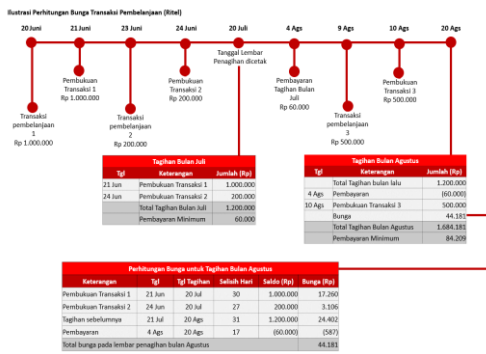 Ilustrasi Perhitungan Bunga Transaksi Pembelanjaan (Ritel)
20 Juni 21 Juni 23 Juni 24 Juni 20 Juli 4 Ags 9 Ags 10 Ags 20 Ags
Tanggal Lembar
Penagihan dicetak
Pembukuan
Transaksi 1
Rp 1.000.000
Pembukuan
Transaksi 2
Rp 200.000
Pembayaran
Tagihan Bulan
Juli
Rp 60.000
Pembukuan
Transaksi 3
Rp 500.000
Transaksi
pembelanjaan
1
Rp 1.000.000
Transaksi
pembelanjaan
2
Rp 200.000
Transaksi
pembelanjaan
3
Rp 500.000
Tagihan Bulan Juli
Tgl Keterangan Jumlah (Rp)
21 Jun Pembukuan Transaksi 1 1.000.000
24 Jun Pembukuan Transaksi 2 200.000
Total Tagihan Bulan Juli 1.200.000
Pembayaran Minimum 60.000
Tagihan Bulan Agustus
Tgl Keterangan Jumlah (Rp)
Total Tagihan bulan lalu 1.200.000
4 Ags Pembayaran (60.000)
10 Ags Pembukuan Transaksi 3 500.000
Bunga 44.181
Total Tagihan Bulan Agustus 1.684.181
Pembayaran Minimum 84.209
Perhitungan Bunga untuk Tagihan Bulan Agustus
Keterangan Tgl Tgl Tagihan Selisih Hari Saldo (Rp) Bunga (Rp)
Pembukuan Transaksi 1 21 Jun 20 Jul 30 1.000.000 17.260
Pembukuan Transaksi 2 24 Jun 20 Jul 27 200.000 3.106
Tagihan sebelumnya 21 Jul 20 Ags 31 1.200.000 24.402
Pembayaran 4 Ags 20 Ags 17 (60.000) (587)
Total bunga pada lembar penagihan bulan Agustus 44.181